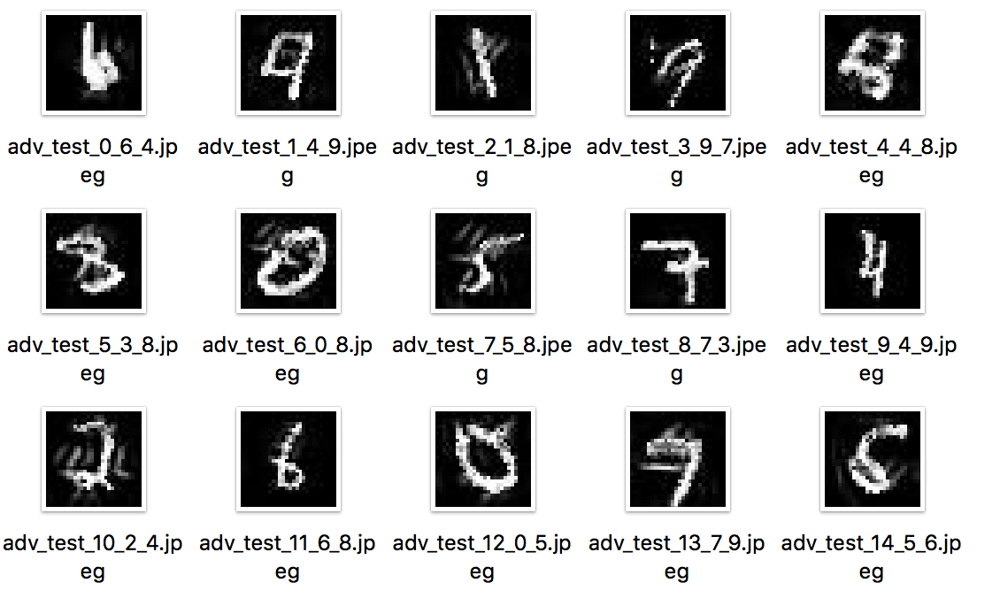 adv_test_0_6_4.jp adv_test_1_4_9.jpe adv_test_2_1_8.jpe adv_test_3_9_7.jpe adv_test_4_4_8.jp
eg g g g eg
adv_test_5_3_8.jp adv_test_6_0_8.jp adv_test_7_5_8.jpe adv_test_8_7_3.jpe adv_test_9_4_9.jp
eg eg g g eg
adv_test_10_2_4.jp adv_test_11_6_8.jp adv_test_12_0_5.jp adv_test_13_7_9.jp adv_test_14_5_6.jp
eg eg eg eg eg